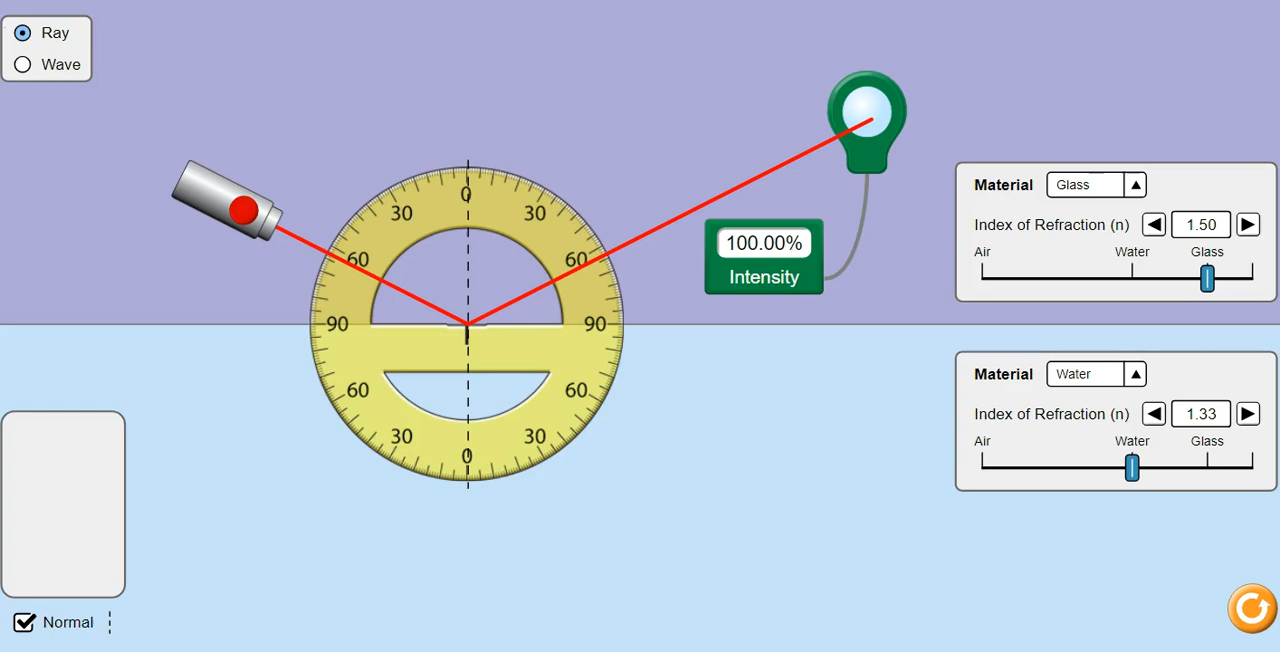 Ray
Wave
0
30 30
60 60
90 90
60 60
30 30
0
100.00%
Intensity
Material Glass
Index of Refraction (n) 1.50
Air Water Glass
Material Water
Index of Refraction (n) 1.33
Air Water Glass
Normal